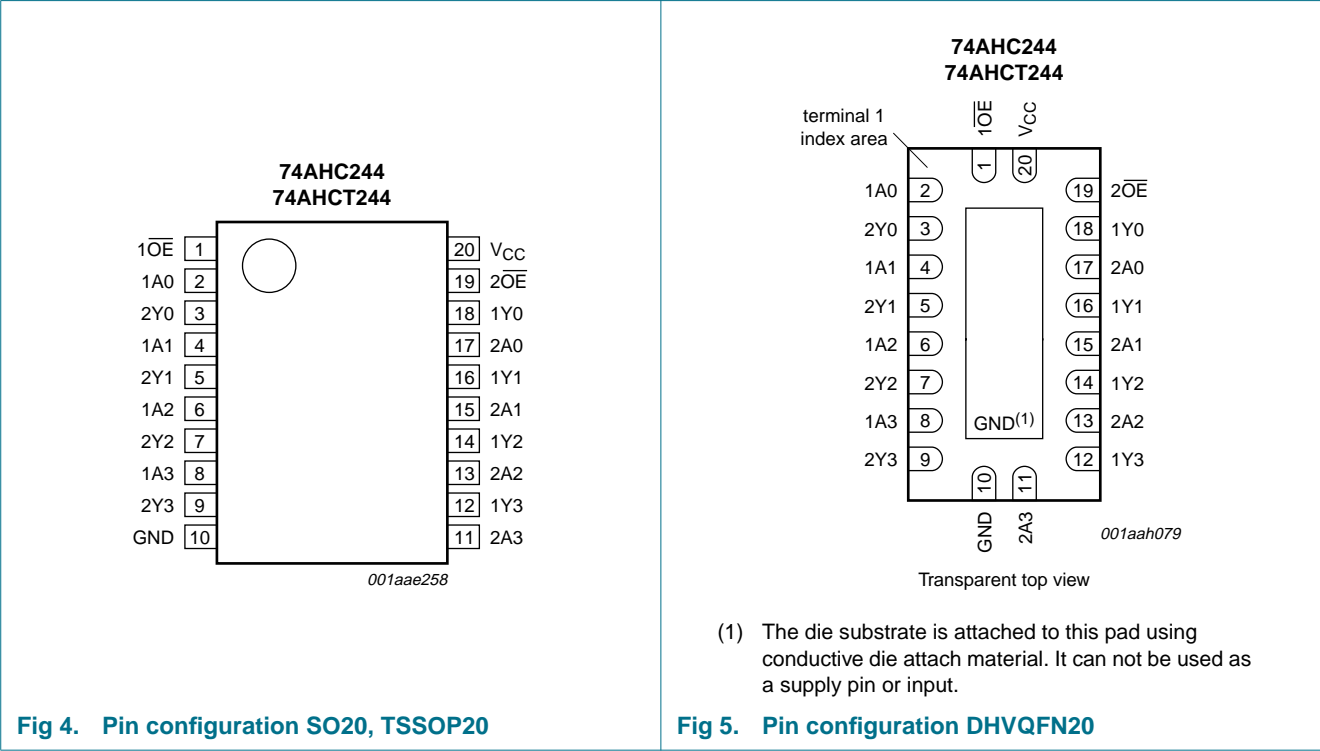 74AHC244
74AHCT244
1OE 1
1A0 2
2Y0 3
1A1 4
2Y1 5
1A2 6
2Y2 7
1A3 8
2Y3 9
GND 10
20 VCC
19 2OE
18 1Y0
17 2A0
16 1Y1
15 2A1
14 1Y2
13 2A2
12 1Y3
11 2A3
001aae258
Fig 4. Pin configuration SO20, TSSOP20
74AHC244
74AHCT244
terminal 1
index area
1OE
VCC
1
20
1A0 2
2Y0 3
1A1 4
2Y1 5
1A2 6
2Y2 7
1A3 8
2Y3 9
19 2OE
18 1Y0
17 2A0
16 1Y1
15 2A1
14 1Y2
13 2A2
12 1Y3
GND(1)
10
11
GND
2A3
001aah079
Transparent top view
(1) The die substrate is attached to this pad using
conductive die attach material. It can not be used as
a supply pin or input.
Fig 5. Pin configuration DHVQFN20